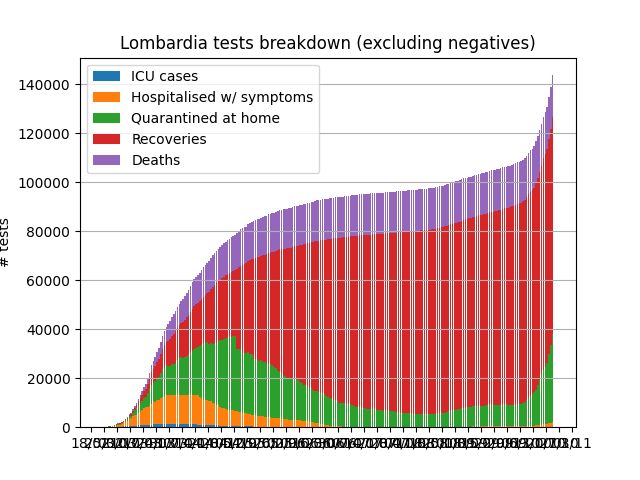 Lombardia tests breakdown (excluding negatives)
ICU cases
Hospitalised w/ symptoms
Quarantined at home
Recoveries
Deaths
140000
120000
100000
80000
60000
40000
20000
0
# tests